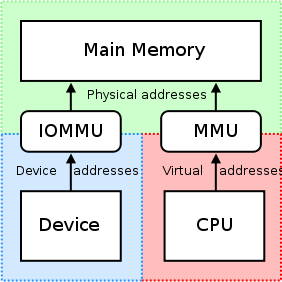 Main Memory
Physical addresses
IOMMU MMU
Device addresses Virtual addresses
Device CPU